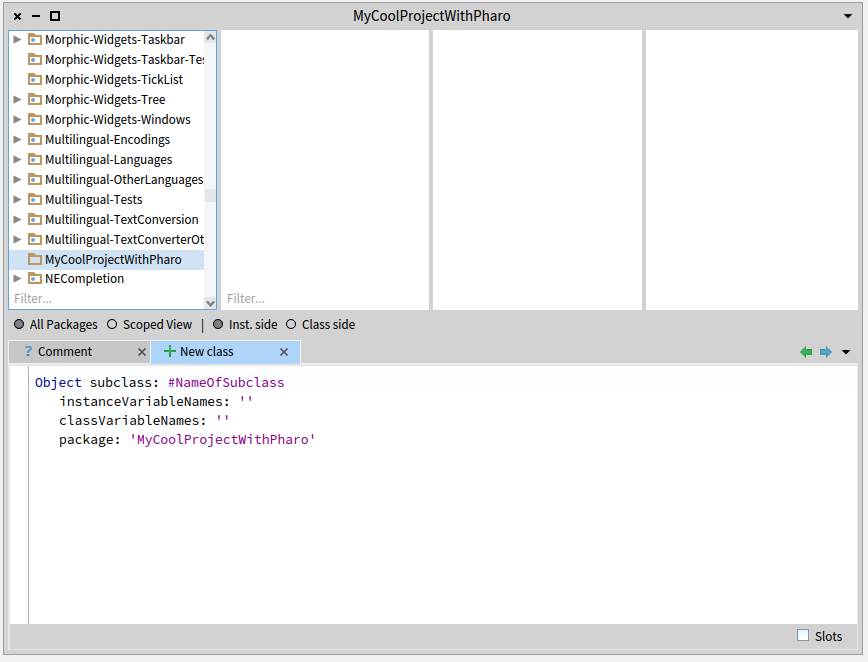 MyCoolProjectWithPharo
Morphic-Widgets-Taskbar
Morphic-Widgets-Taskbar-Tes
Morphic-Widgets-TickList
Morphic-Widgets-Tree
Morphic-Widgets-Windows
Multilingual-Encodings
Multilingual-Languages
Multilingual-OtherLanguages
Multilingual-Tests
Multilingual-TextConversion
Multilingual-TextConverterOt
MyCoolProjectWithPharo
NECompletion
Filter... Filter...
All Packages Scoped View | Inst. side Class side
? Comment New class
Object subclass: #NameOfSubclass
instanceVariableNames: ''
classVariableNames: ''
package: 'MyCoolProjectWithPharo'
Slots